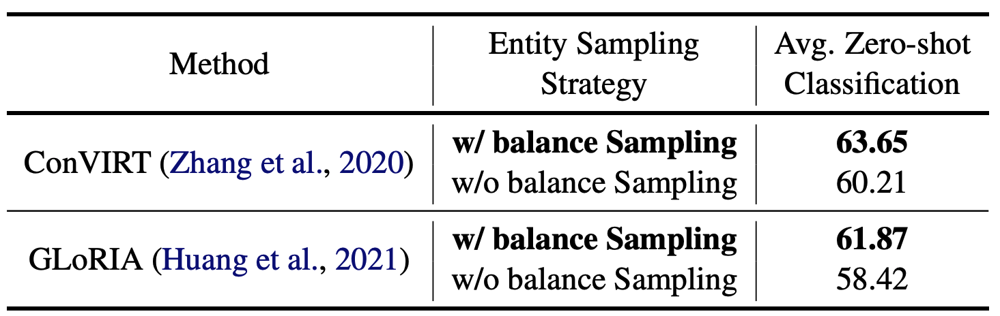 Method
Entity Sampling
Strategy
Avg. Zero-shot
Classification
ConVIRT (Zhang et al., 2020)
w/ balance Sampling
63.65
w/o balance Sampling
60.21
GLoRIA (Huang et al., 2021)
w/ balance Sampling
61.87
w/o balance Sampling
58.42